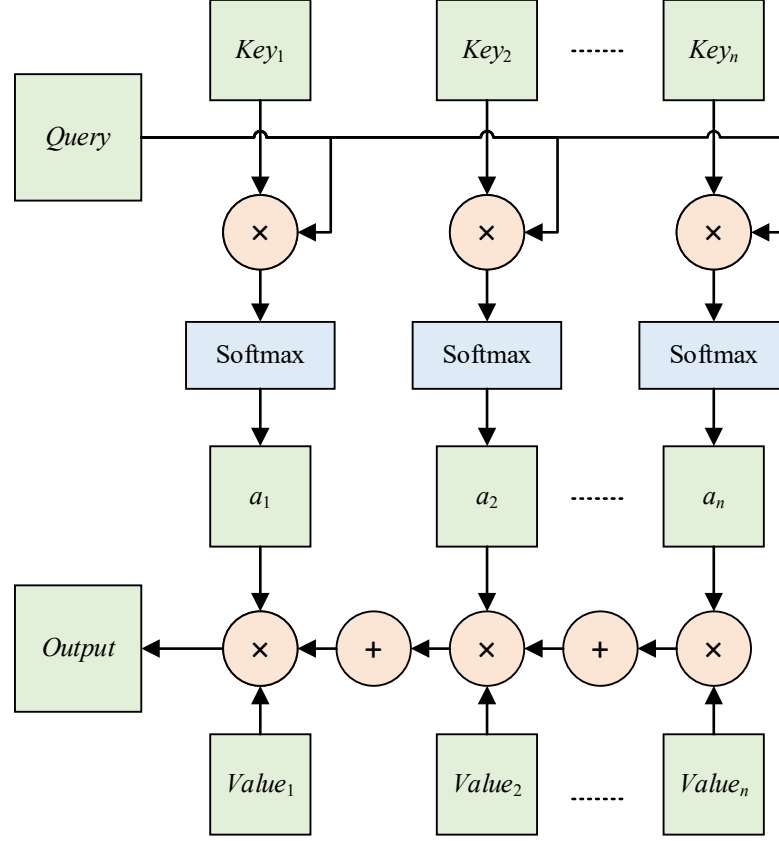 Key₁ Key₂ ........ Keyₙ
Query
× × ×
Softmax Softmax Softmax
a₁ a₂ ........ aₙ
Output × + × + ×
Value₁ Value₂ ........ Valueₙ